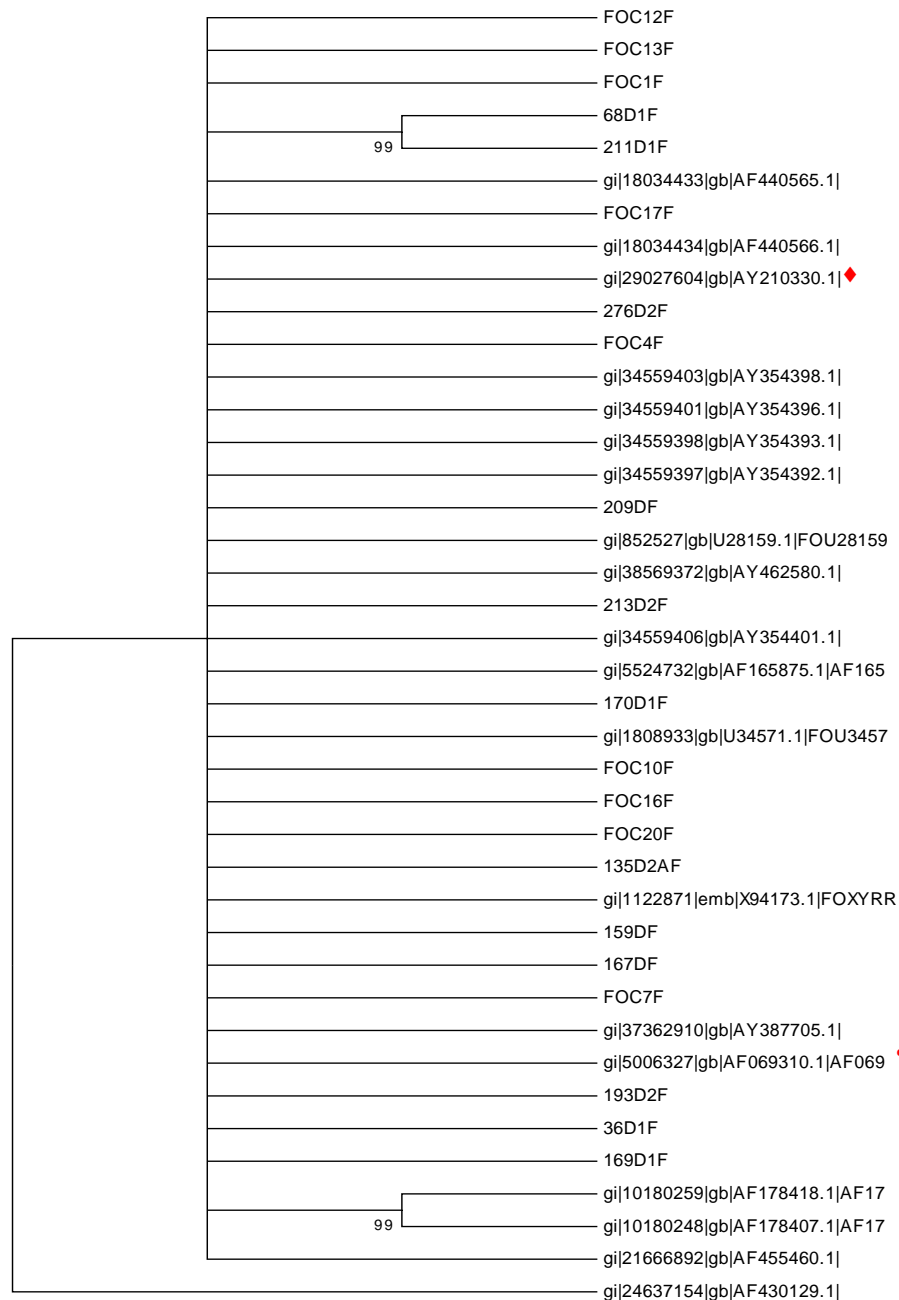 FOC12F
FOC13F
FOC1F
68D1F
99
211D1F
gi|18034433|gb|AF440565.1|
FOC17F
gi|18034434|gb|AF440566.1|
gi|29027604|gb|AY210330.1|
276D2F
FOC4F
gi|34559403|gb|AY354398.1|
gi|34559401|gb|AY354396.1|
gi|34559398|gb|AY354393.1|
gi|34559397|gb|AY354392.1|
209DF
gi|852527|gb|U28159.1|FOU28159
gi|38569372|gb|AY462580.1|
213D2F
gi|34559406|gb|AY354401.1|
gi|5524732|gb|AF165875.1|AF165
170D1F
gi|1808933|gb|U34571.1|FOU3457
FOC10F
FOC16F
FOC20F
135D2AF
gi|1122871|emb|X94173.1|FOXYRR
159DF
167DF
FOC7F
gi|37362910|gb|AY387705.1|
gi|5006327|gb|AF069310.1|AF069
193D2F
36D1F
169D1F
gi|10180259|gb|AF178418.1|AF17
99
gi|10180248|gb|AF178407.1|AF17
gi|21666892|gb|AF455460.1|
gi|24637154|gb|AF430129.1|